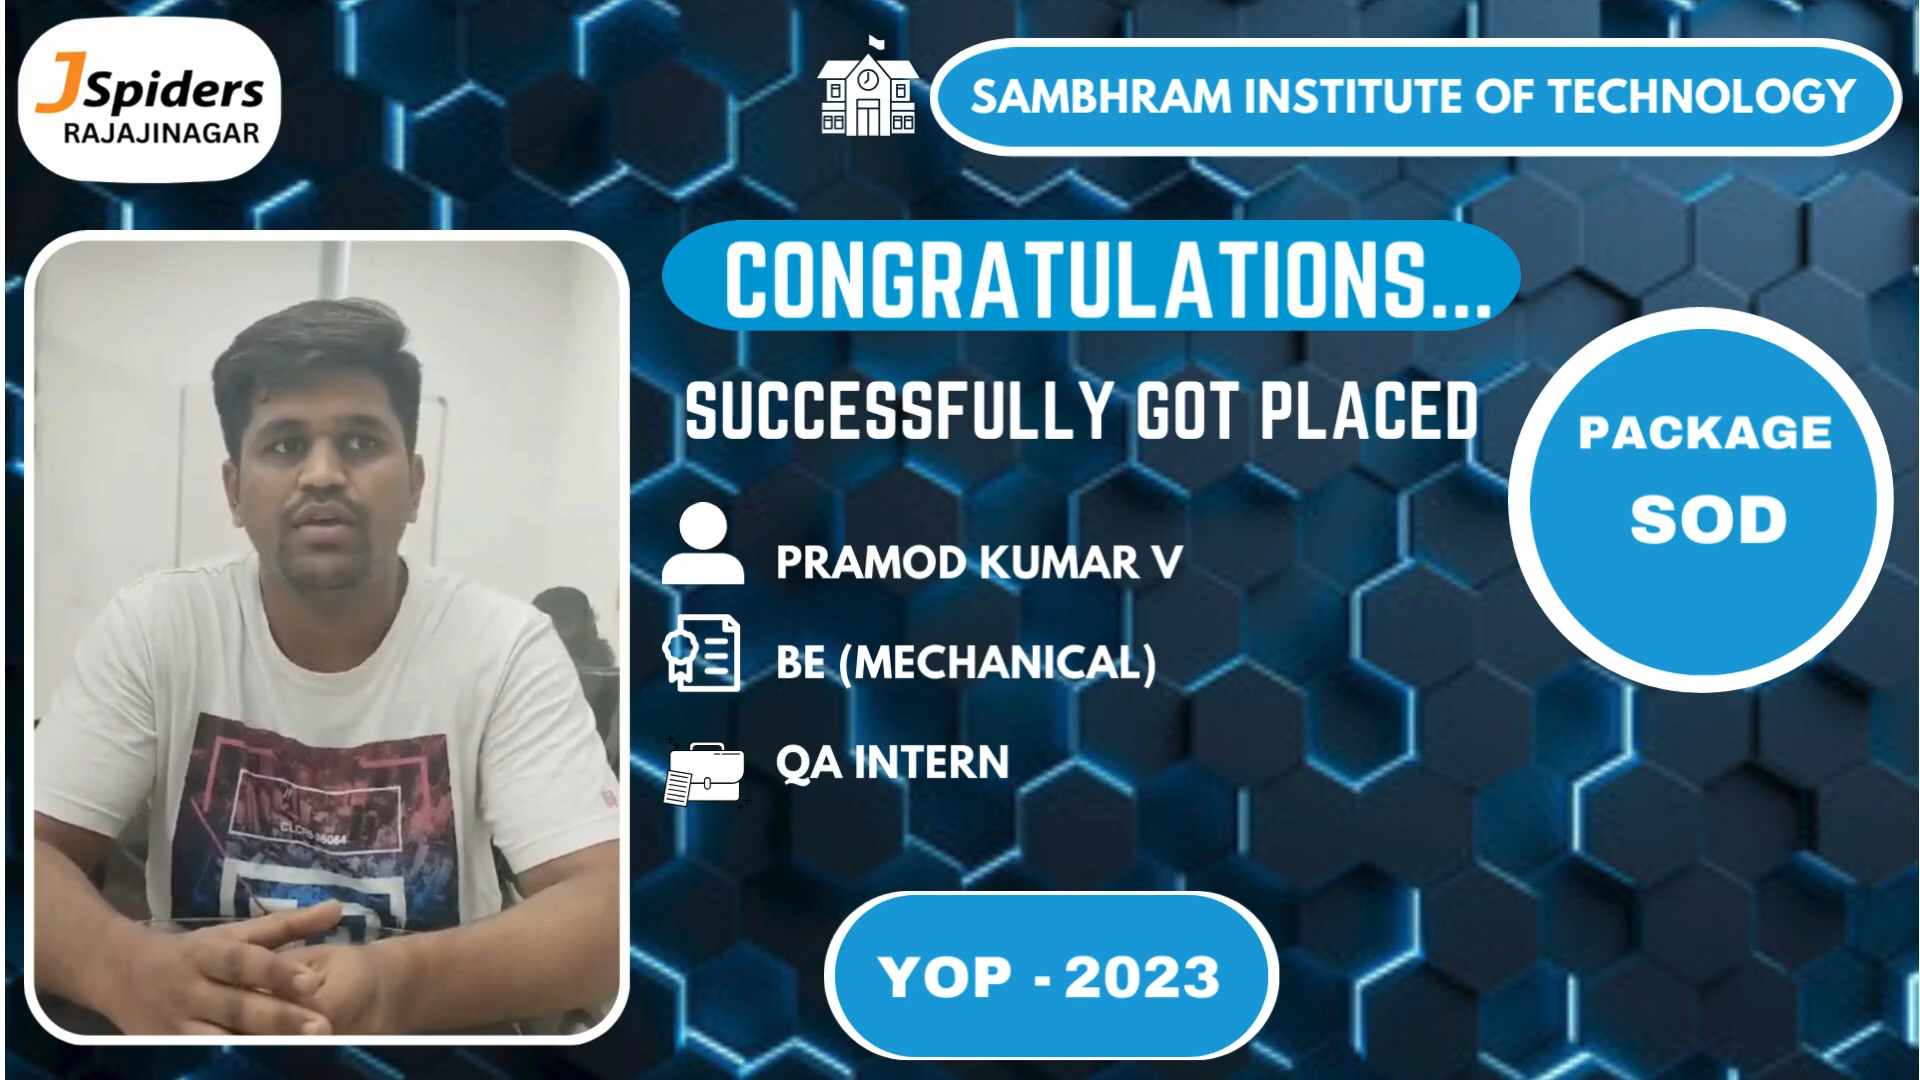 JSpiders
RAJAJINAGAR
SAMBHRAM INSTITUTE OF TECHNOLOGY
CONGRATULATIONS...
SUCCESSFULLY GOT PLACED
PACKAGE
SOD
PRAMOD KUMAR V
BE (MECHANICAL)
QA INTERN
YOP - 2023